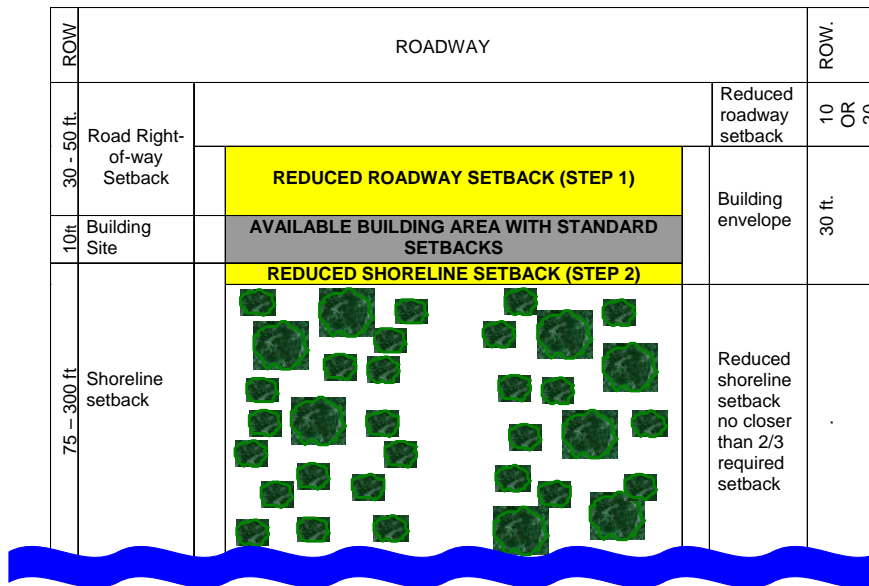 ROW
ROADWAY
ROW.
30 - 50 ft.
Road Right-
of-way
Setback
Reduced
roadway
setback
10
OR
REDUCED ROADWAY SETBACK (STEP 1)
Building
envelope
30 ft.
10ft
Building
Site
AVAILABLE BUILDING AREA WITH STANDARD
SETBACKS
REDUCED SHORELINE SETBACK (STEP 2)
75 – 300 ft
Shoreline
setback
Reduced
shoreline
setback
no closer
than 2/3
required
setback
.